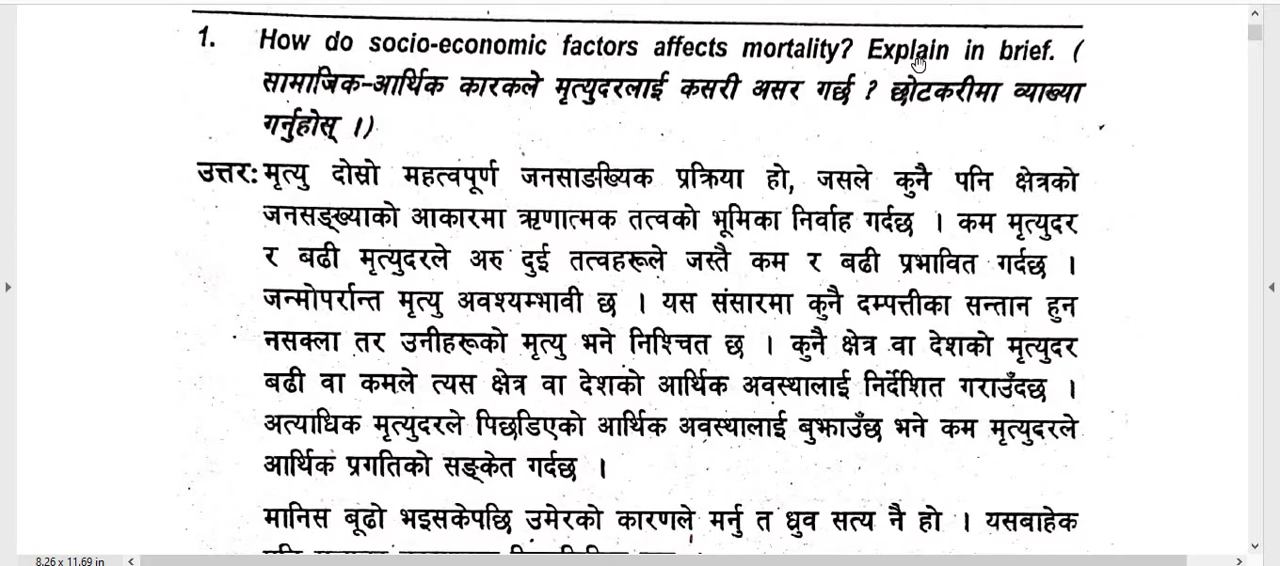 1. How do socio-economic factors affects mortality? Explain in brief. (
सामाजिक-आर्थिक कारकले मृत्युदरलाई कसरी असर गर्छ ? छोटकरीमा व्याख्या
गर्नुहोस् ।)
उत्तर: मृत्यु दोस्रो महत्वपूर्ण जनसाङख्यिक प्रक्रिया हो, जसले कुनै पनि क्षेत्रको
जनसङ्ख्याको आकारमा ऋणात्मक तत्वको भूमिका निर्वाह गर्दछ । कम मृत्युदर
र बढी मृत्युदरले अरु दुई तत्वहरूले जस्तै कम र बढी प्रभावित गर्दछ ।
जन्मोपर्रान्त मृत्यु अवश्यम्भावी छ । यस संसारमा कुनै दम्पत्तीका सन्तान हुन
नसक्ला तर उनीहरूको मृत्यु भने निश्चित छ । कुनै क्षेत्र वा देशको मृत्युदर
बढी वा कमले त्यस क्षेत्र वा देशको आर्थिक अवस्थालाई निर्देशित गराउँदछ ।
अत्याधिक मृत्युदरले पिछडिएको आर्थिक अवस्थालाई बुझाउँछ भने कम मृत्युदरले
आर्थिक प्रगतिको सङ्केत गर्दछ ।
मानिस बूढो भइसकेपछि उमेरको कारणले मर्नु त ध्रुव सत्य नै हो । यसबाहेक
8.26 x 11.69 in